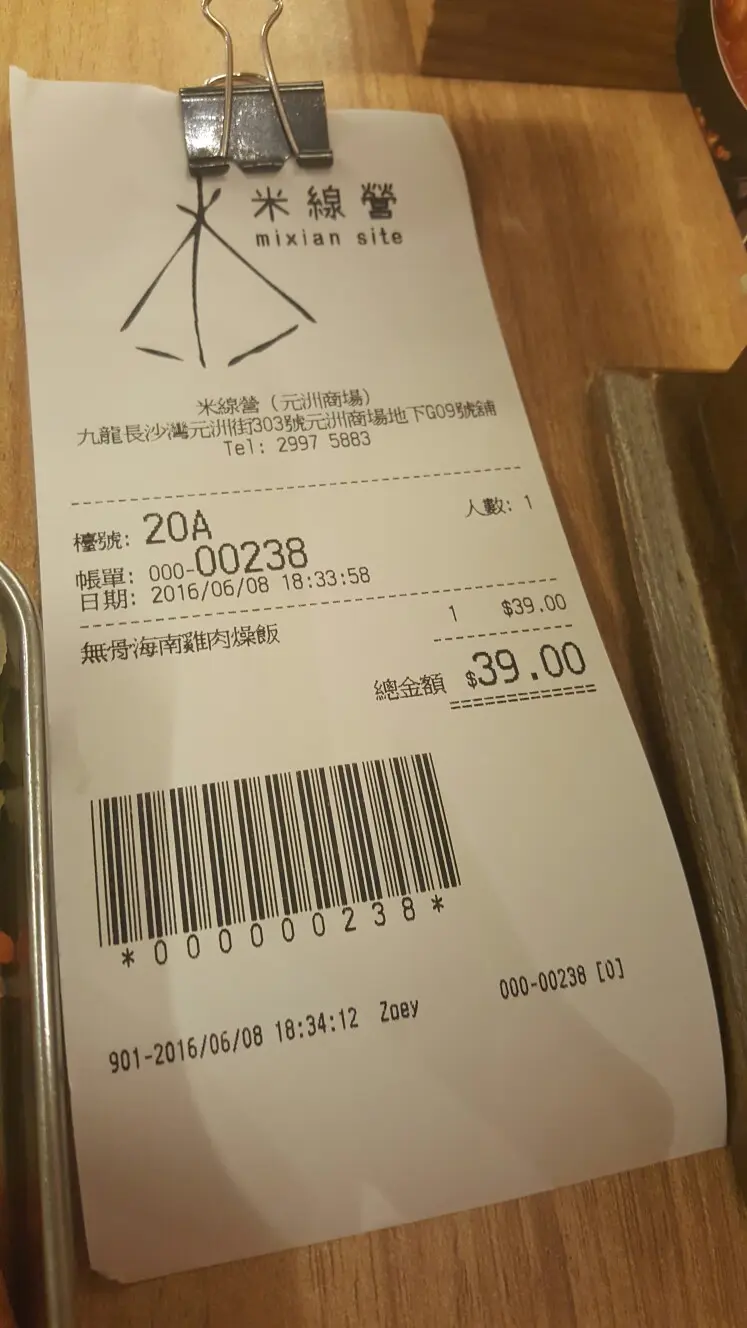 米線營
mixian site
米線營（元洲商場）
九龍長沙灣元洲街303號元洲商場地下G09號舖
Tel: 2997 5883
檯號: 20A 人數: 1
帳單: 000-00238
日期: 2016/06/08 18:33:58
無骨海南雞肉燥飯 1 $39.00
總金額 $39.00
*000000238*
901-2016/06/08 18:34:12 Zoey 000-00238 [0]